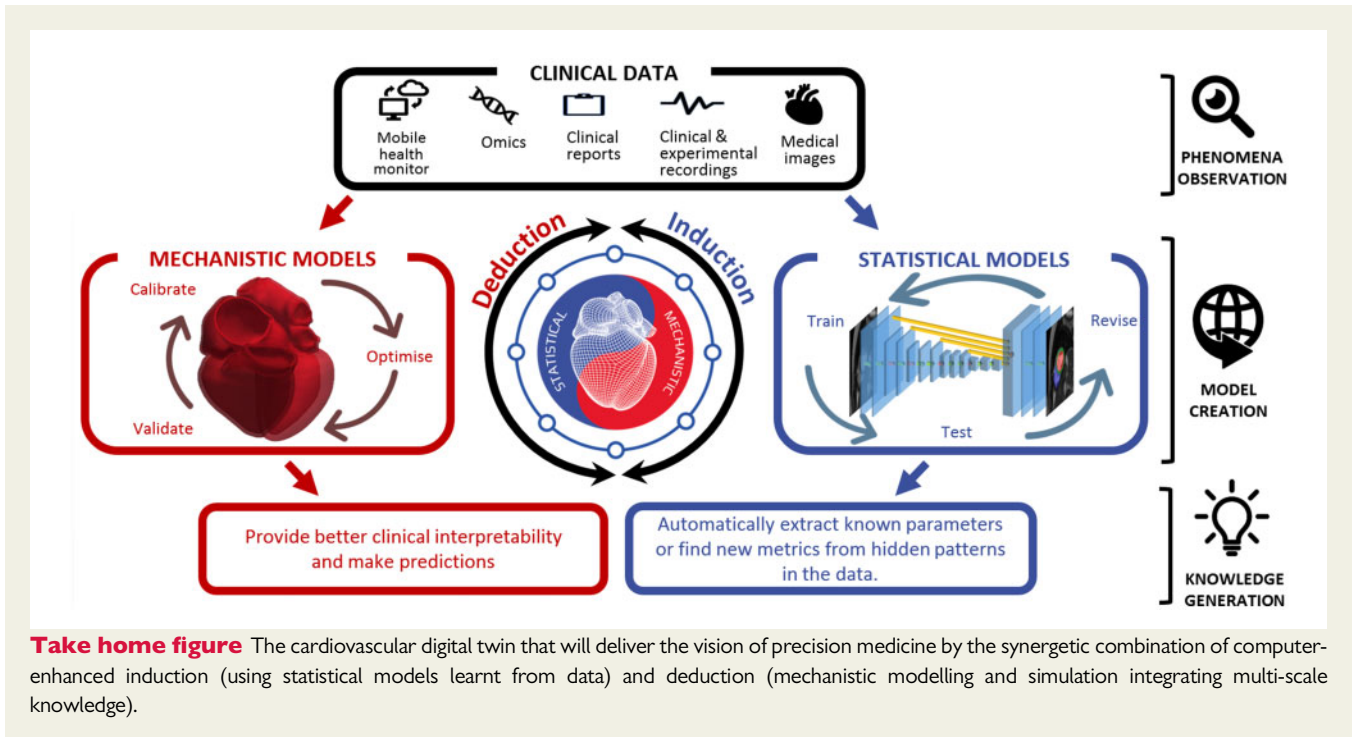 CLINICAL DATA
Mobile
health
monitor
Omics
Clinical
reports
Clinical &
experimental
recordings
Medical
images
PHENOMENA
OBSERVATION
MECHANISTIC MODELS
Calibrate
Optimise
Validate
Deduction
Induction
STATISTICAL
MECHANISTIC
STATISTICAL MODELS
Train
Revise
Test
MODEL
CREATION
Provide better clinical interpretability
and make predictions
Automatically extract known parameters
or find new metrics from hidden patterns
in the data.
KNOWLEDGE
GENERATION
Take home figure The cardiovascular digital twin that will deliver the vision of precision medicine by the synergetic combination of computer-
enhanced induction (using statistical models learnt from data) and deduction (mechanistic modelling and simulation integrating multi-scale
knowledge).